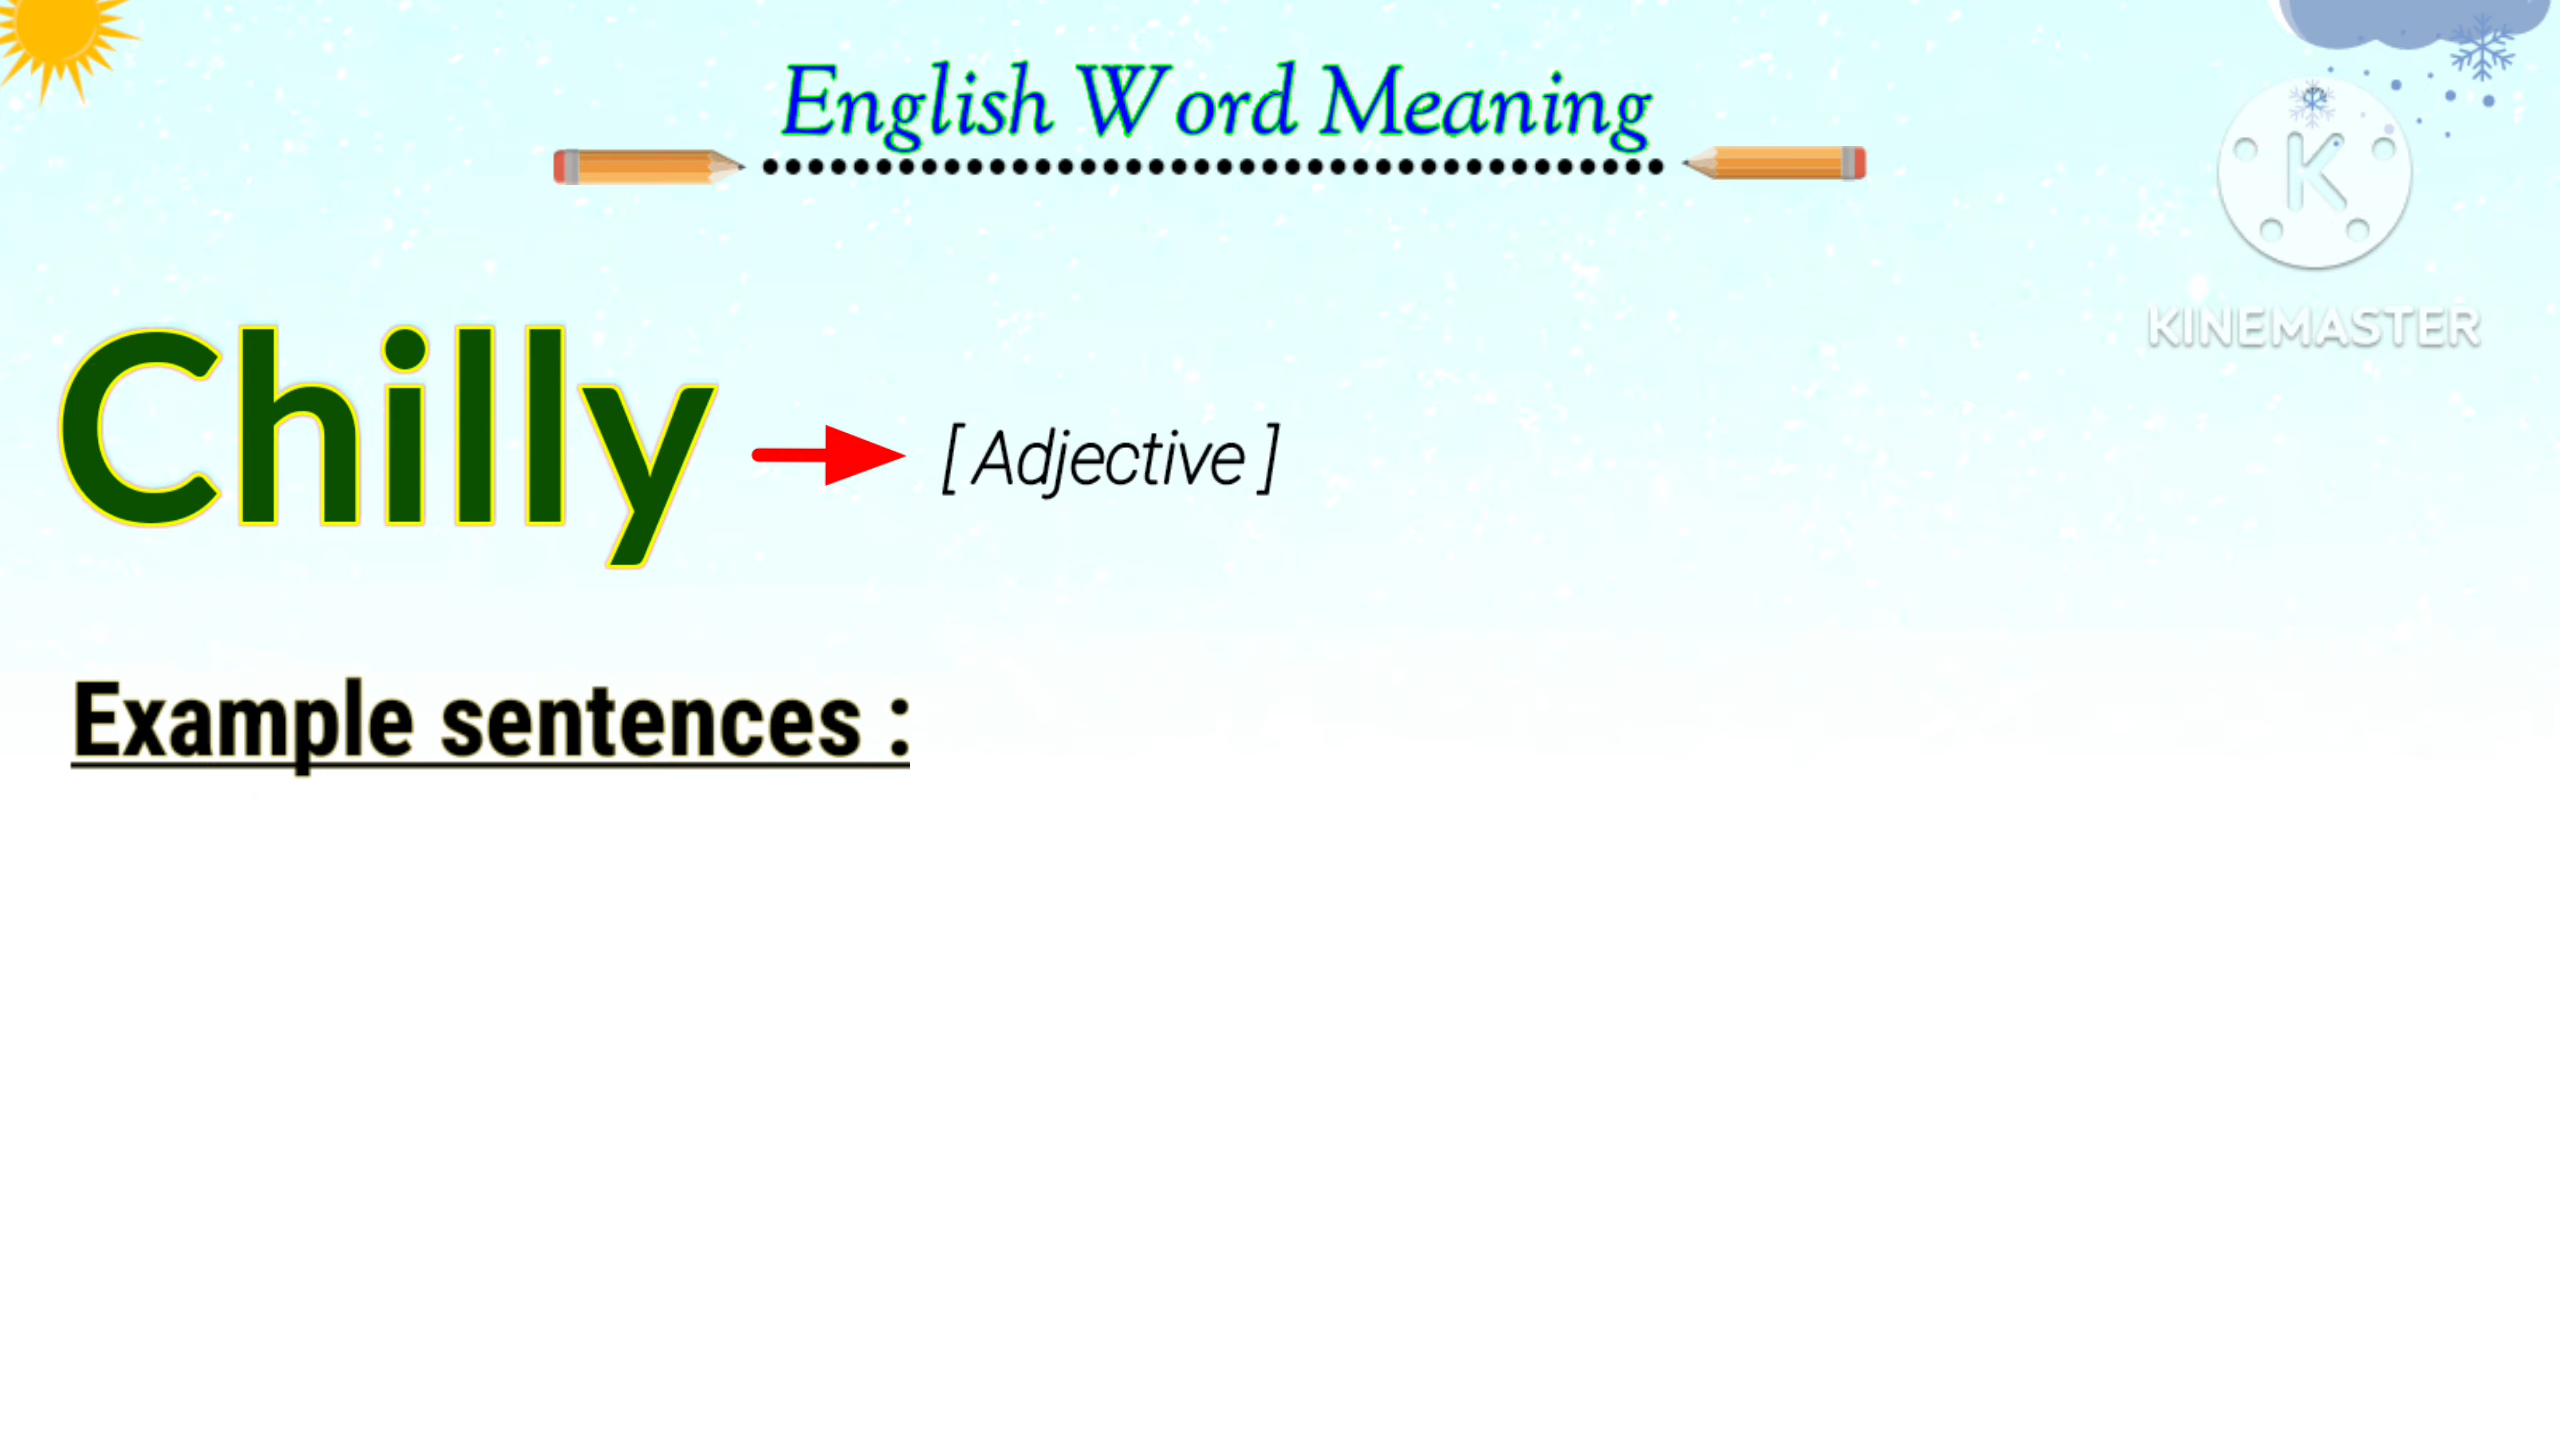 English Word Meaning
K
KINEMASTER
Chilly
[ Adjective ]
Example sentences :